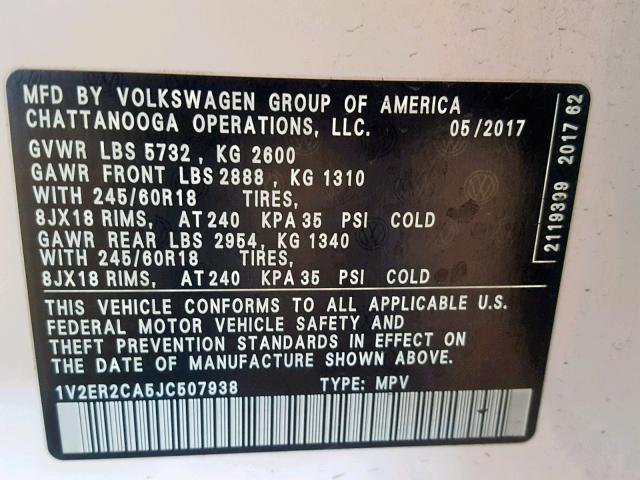 MFD BY VOLKSWAGEN GROUP OF AMERICA
CHATTANOOGA OPERATIONS, LLC. 05/2017
GVWR LBS 5732, KG 2600
GAWR FRONT LBS 2888, KG 1310
WITH 245/60R18 TIRES,
8JX18 RIMS, AT 240 KPA 35 PSI COLD
GAWR REAR LBS 2954, KG 1340
WITH 245/60R18 TIRES,
8JX18 RIMS, AT 240 KPA 35 PSI COLD
THIS VEHICLE CONFORMS TO ALL APPLICABLE U.S.
FEDERAL MOTOR VEHICLE SAFETY AND
THEFT PREVENTION STANDARDS IN EFFECT ON
THE DATE OF MANUFACTURE SHOWN ABOVE.
1V2ER2CA5JC507938 TYPE: MPV
2119399 2017 62